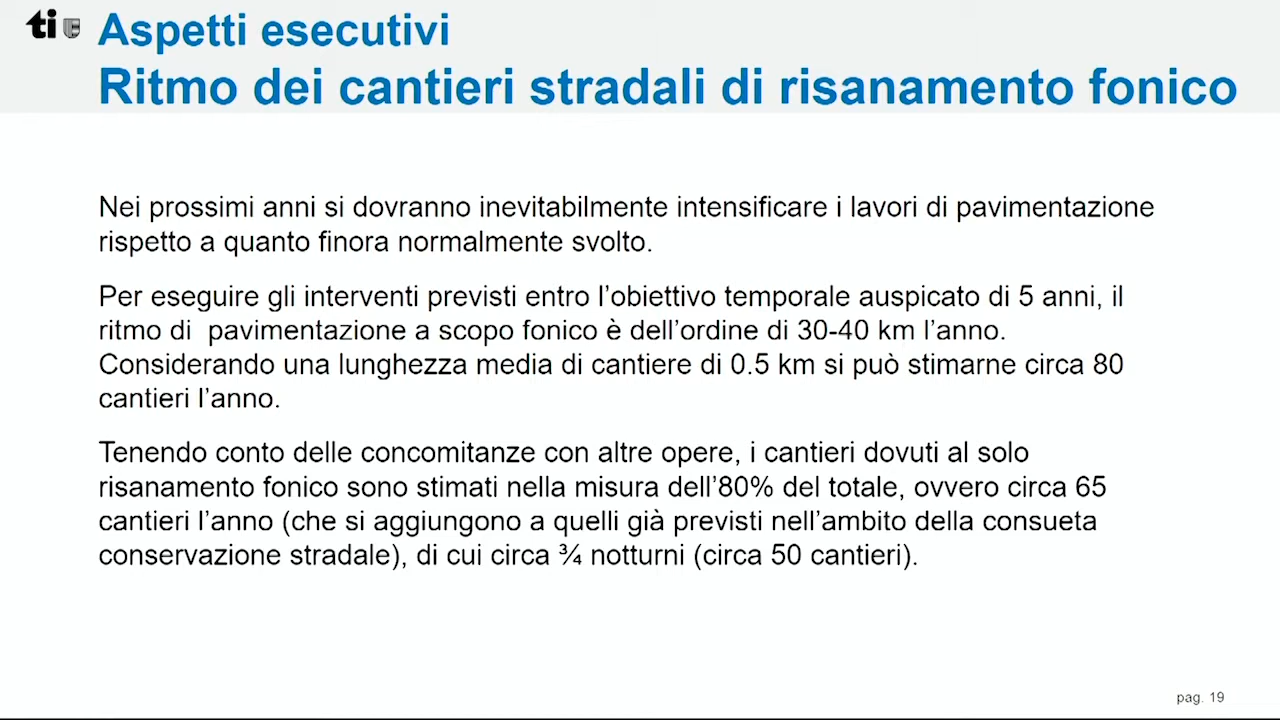 ti
Aspetti esecutivi
Ritmo dei cantieri stradali di risanamento fonico
Nei prossimi anni si dovranno inevitabilmente intensificare i lavori di pavimentazione
rispetto a quanto finora normalmente svolto.
Per eseguire gli interventi previsti entro l’obiettivo temporale auspicato di 5 anni, il
ritmo di  pavimentazione a scopo fonico è dell’ordine di 30-40 km l’anno.
Considerando una lunghezza media di cantiere di 0.5 km si può stimarne circa 80
cantieri l’anno.
Tenendo conto delle concomitanze con altre opere, i cantieri dovuti al solo
risanamento fonico sono stimati nella misura dell’80% del totale, ovvero circa 65
cantieri l’anno (che si aggiungono a quelli già previsti nell’ambito della consueta
conservazione stradale), di cui circa ¾ notturni (circa 50 cantieri).
pag. 19